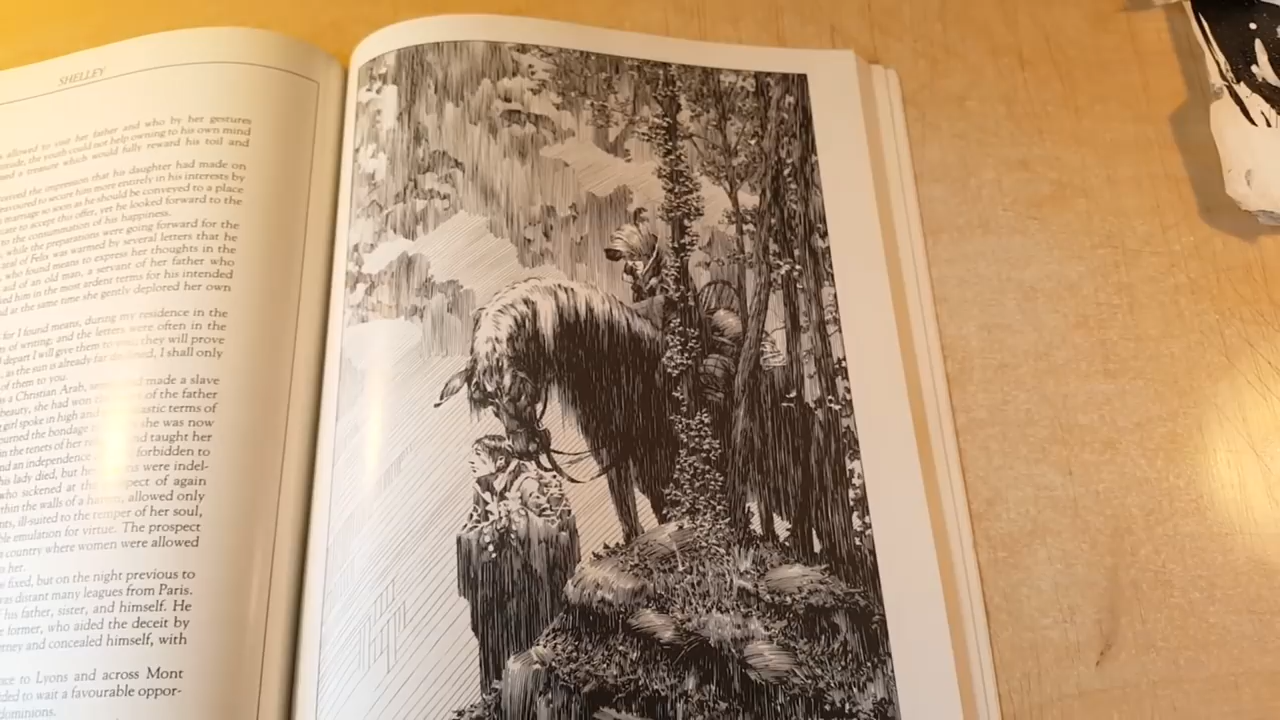 SHELLEY
allowed to visit her father and who by her gestures
the youth could not help owning to his own mind
and a treasure which would fully reward his toil and
the impression that his daughter had made on
to secure him more entirely in his interests by
marriage so soon as he should be conveyed to a place
to accept this offer, yet he looked forward to the
to the consummation of his happiness.
while the preparations were going forward for the
zeal of Felix was warmed by several letters that he
who found means to express her thoughts in the
aid of an old man, a servant of her father who
him in the most ardent terms for his intended
at the same time she gently deplored her own
for I found means, during my residence in the
of writing; and the letters were often in the
depart I will give them to you, they will prove
as the sun is already far declined, I shall only
of them to you.
a Christian Arab, made a slave
beauty, she had won of the father
girl spoke in high and terms of
spurned the bondage she was now
in the tenets of her and taught her
an independence forbidden to
his lady died, but were indel-
who sickened at the prospect of again
within the walls of a haram, allowed only
ill-suited to the temper of her soul,
emulation for virtue. The prospect
country where women were allowed
her.
fixed, but on the night previous to
was distant many leagues from Paris.
his father, sister, and himself. He
former, who aided the deceit by
and concealed himself, with
to Lyons and across Mont
to wait a favourable oppor-
dominions.